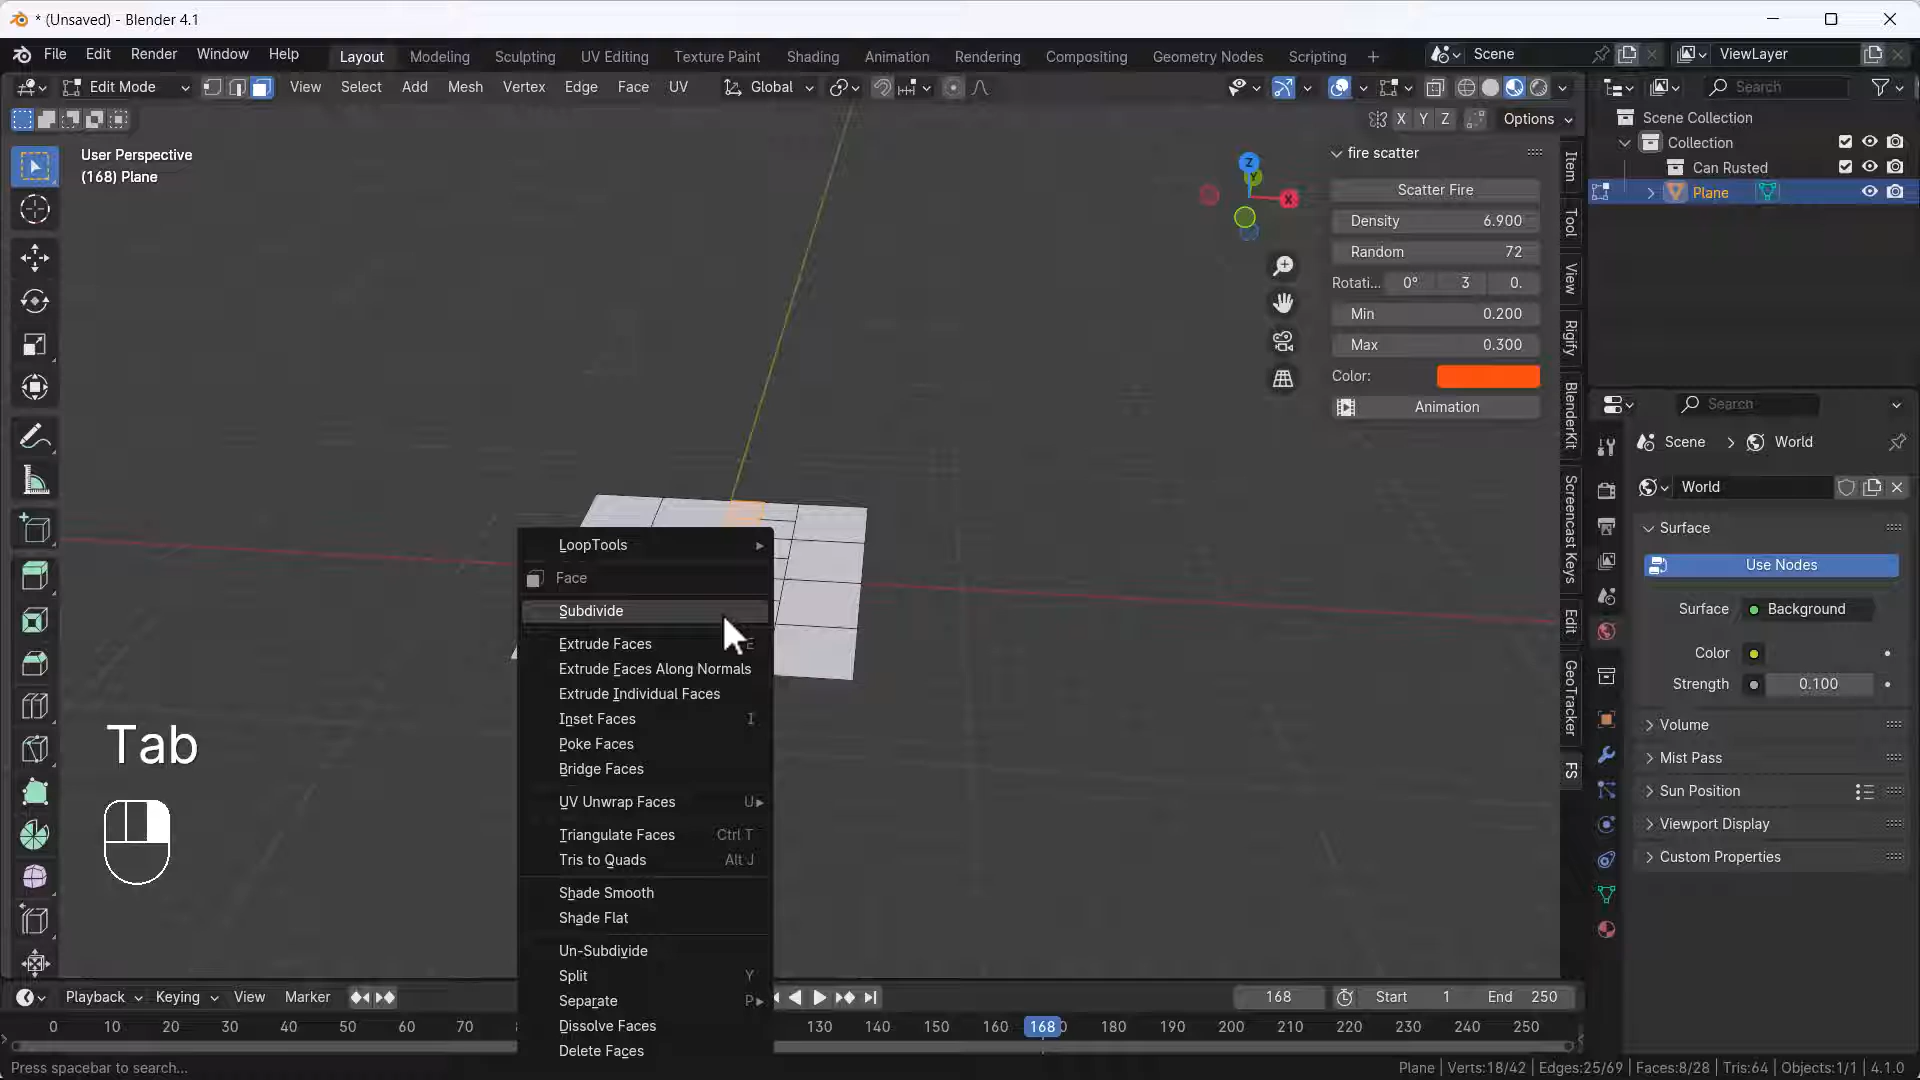 * (Unsaved) - Blender 4.1
File Edit Render Window Help Layout Modeling Sculpting UV Editing Texture Paint Shading Animation Rendering Compositing Geometry Nodes Scripting + Scene ViewLayer
Edit Mode View Select Add Mesh Vertex Edge Face UV Global Search
X Y Z Options
Scene Collection
Collection
Can Rusted
Plane
User Perspective
(168) Plane
Z
X
fire scatter
Scatter Fire
Density 6.900
Random 72
Rotati... 0° 3 0.
Min 0.200
Max 0.300
Color:
Animation
Item
Tool
View
Rigify
BlenderKit
Screencast Keys
Edit
GeoTracker
FS
Search
Scene > World
World
Surface
Use Nodes
Surface Background
Color
Strength 0.100
Volume
Mist Pass
Sun Position
Viewport Display
Custom Properties
LoopTools
Face
Subdivide
Extrude Faces E
Extrude Faces Along Normals
Extrude Individual Faces
Inset Faces I
Poke Faces
Bridge Faces
UV Unwrap Faces U
Triangulate Faces Ctrl T
Tris to Quads Alt J
Shade Smooth
Shade Flat
Un-Subdivide
Split Y
Separate P
Dissolve Faces
Delete Faces
Tab
Playback Keying View Marker 168 Start 1 End 250
0 10 20 30 40 50 60 70 130 140 150 160 168 180 190 200 210 220 230 240 250
Press spacebar to search...
Plane | Verts:18/42 | Edges:25/69 | Faces:8/28 | Tris:64 | Objects:1/1 | 4.1.0